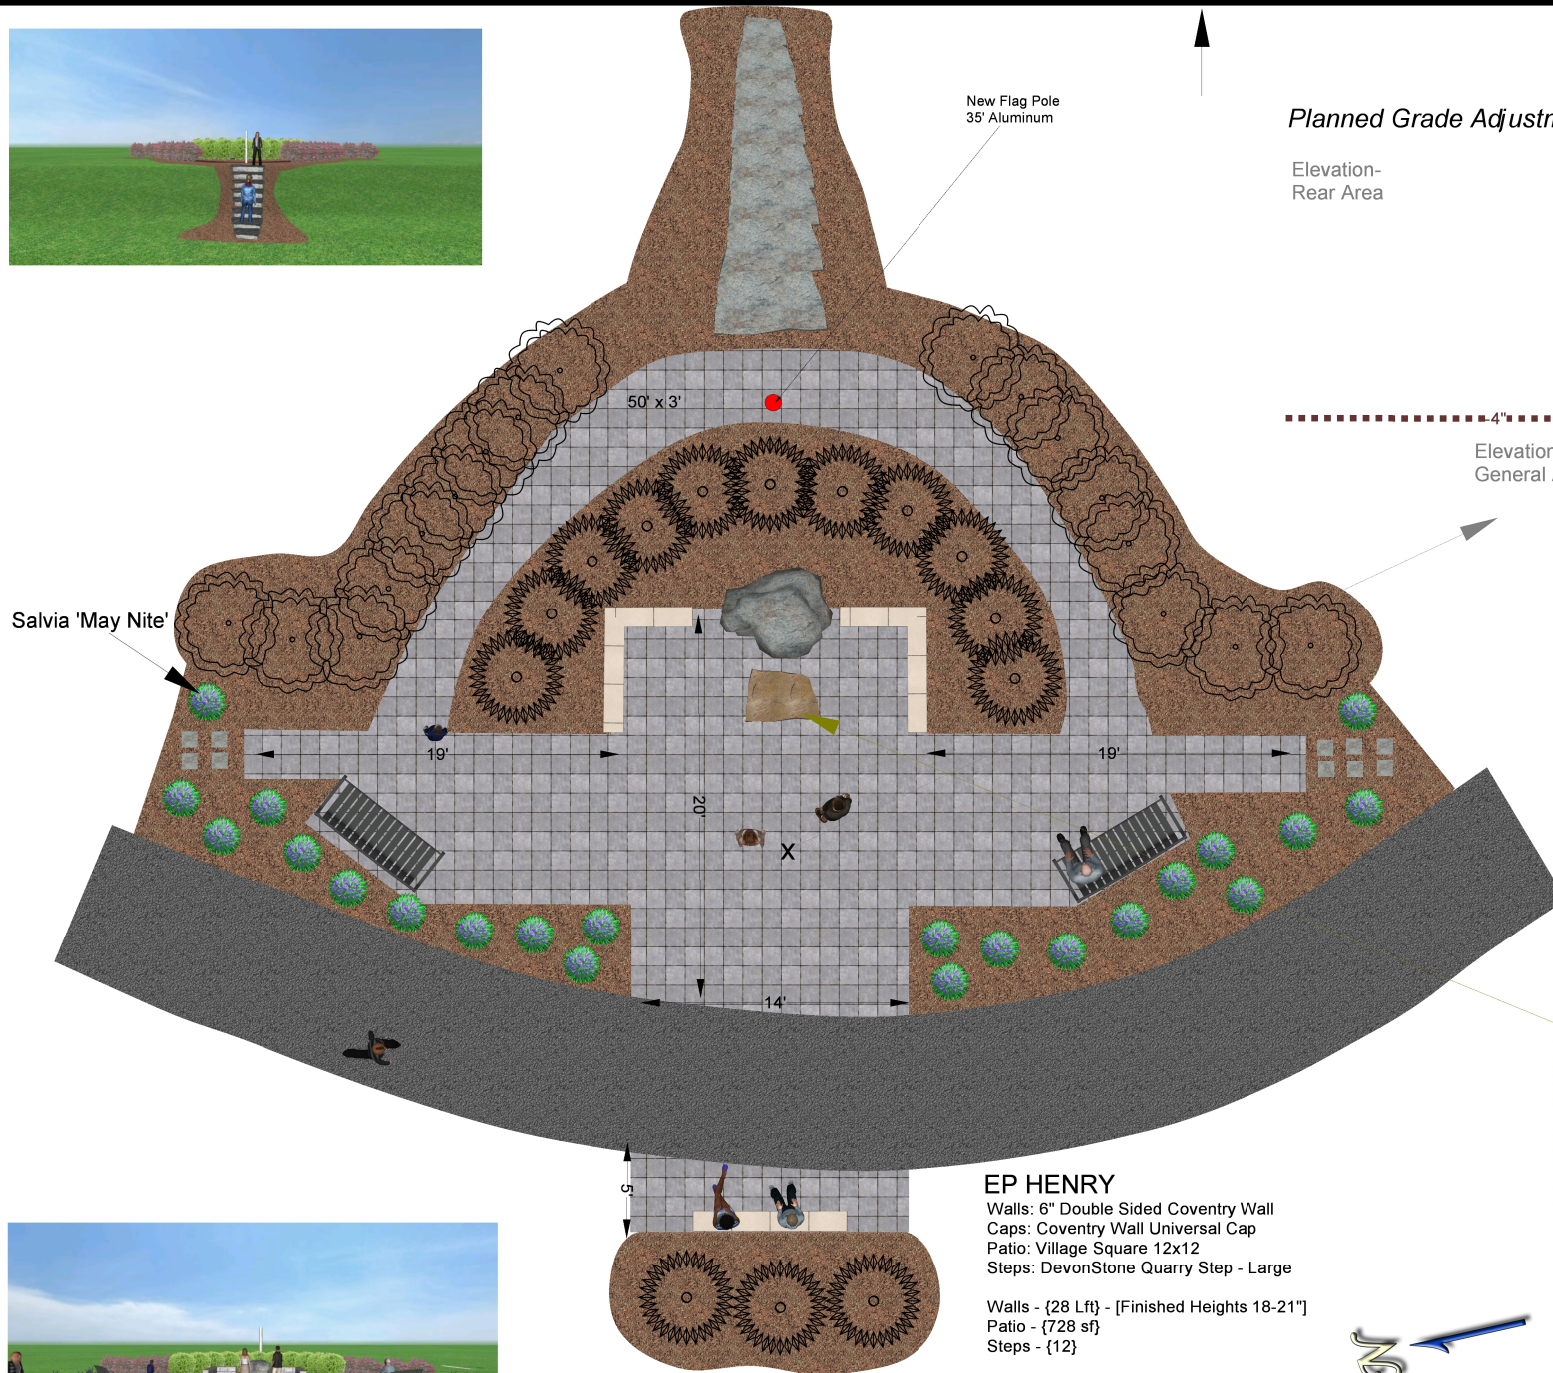 New Flag Pole
35' Aluminum
Planned Grade Adjustm
Elevation-
Rear Area
50' x 3'
-4"
Elevation
General
Salvia 'May Nite'
19'
19'
20'
X
14'
5'
EP HENRY
Walls: 6" Double Sided Coventry Wall
Caps: Coventry Wall Universal Cap
Patio: Village Square 12x12
Steps: DevonStone Quarry Step - Large
Walls - {28 Lft} - [Finished Heights 18-21"]
Patio - {728 sf}
Steps - {12}